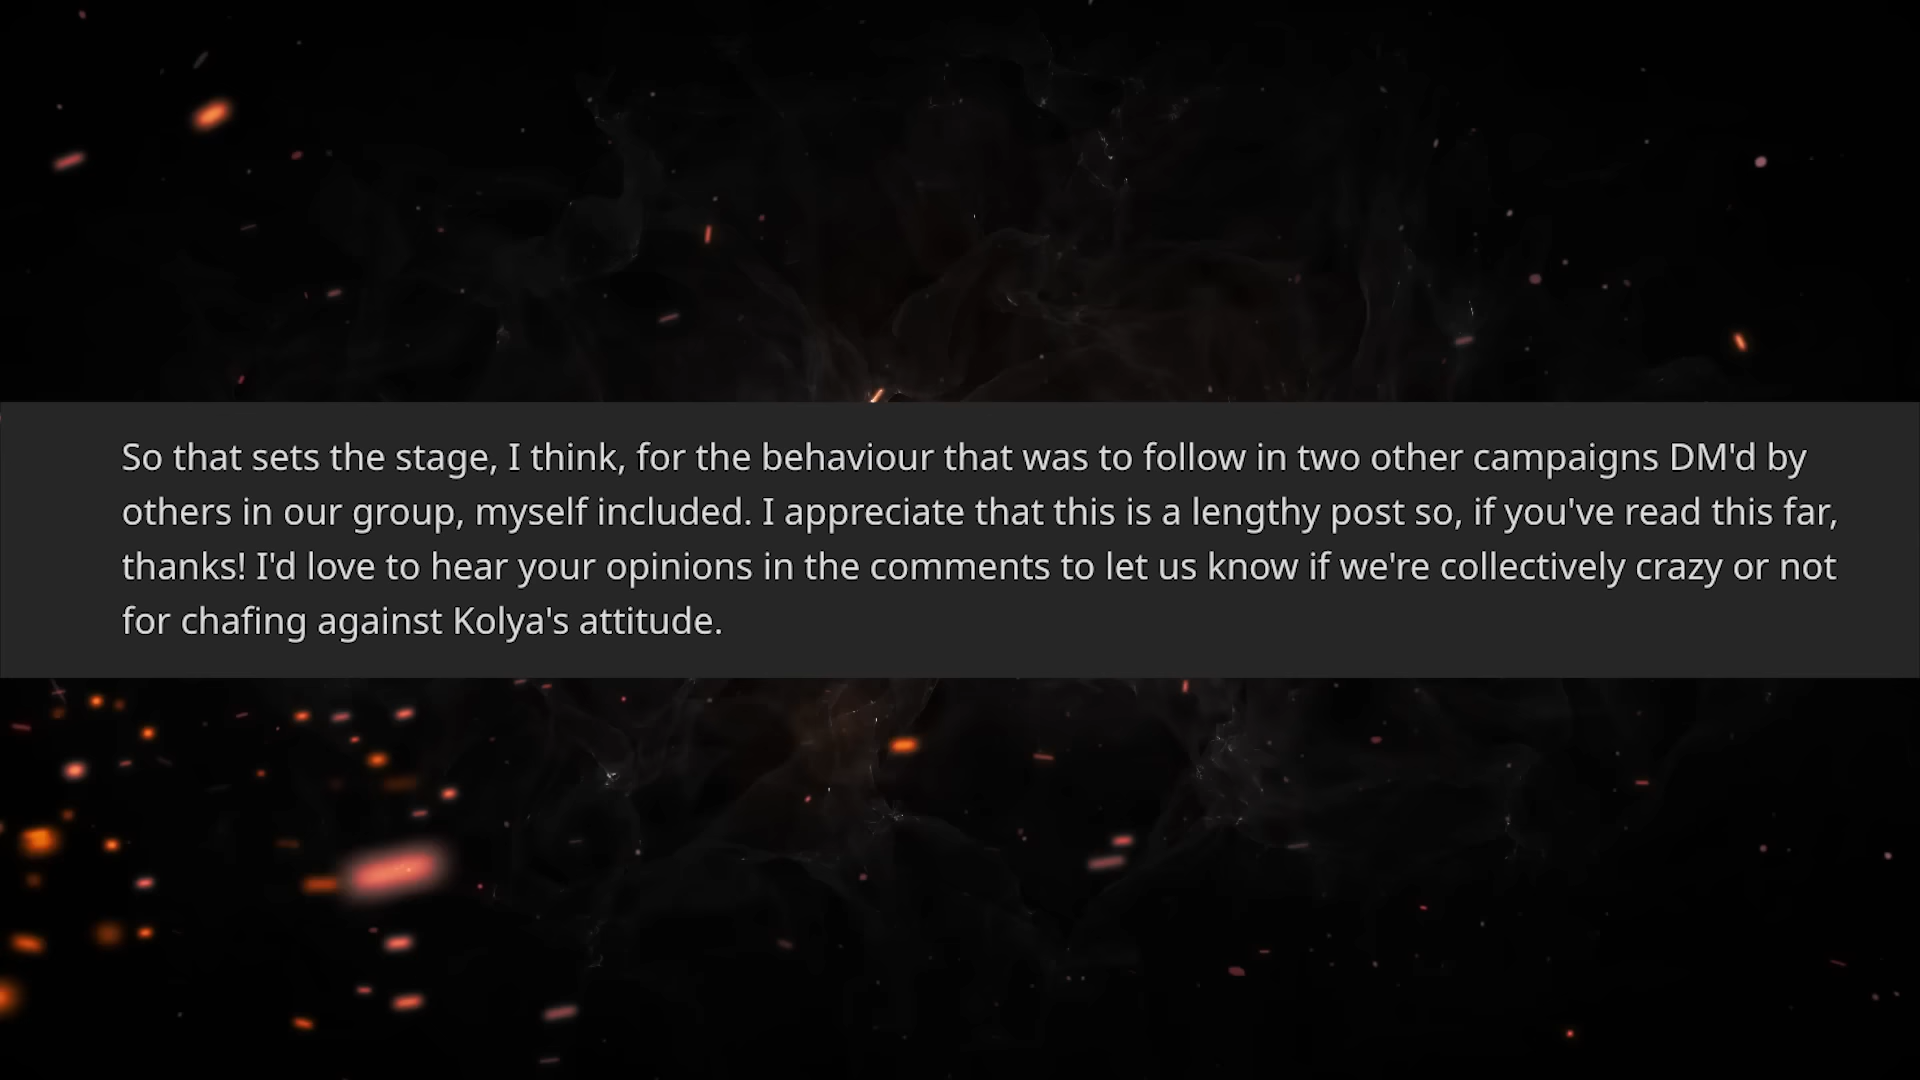 So that sets the stage, I think, for the behaviour that was to follow in two other campaigns DM'd by
others in our group, myself included. I appreciate that this is a lengthy post so, if you've read this far,
thanks! I'd love to hear your opinions in the comments to let us know if we're collectively crazy or not
for chafing against Kolya's attitude.